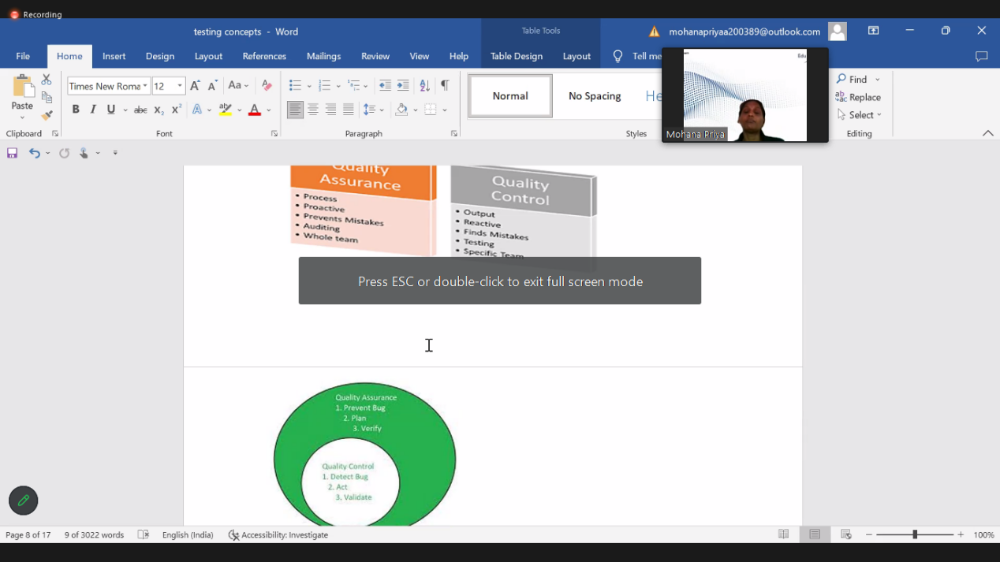 Recording
testing concepts - Word
Table Tools
mohanapriyaa200389@outlook.com
File Home Insert Design Layout References Mailings Review View Help Table Design Layout Tell me
Edu
Paste
Times New Roma 12
Aa
B I U abc x₂ x² A A
Normal
No Spacing
He
Find
Replace
Select
Clipboard
Font
Paragraph
Styles
Editing
Mohana Priya
Quality
Assurance
• Process
• Proactive
• Prevents Mistakes
• Auditing
• Whole team
Quality
Control
• Output
• Reactive
• Finds Mistakes
• Testing
• Specific Team
Press ESC or double-click to exit full screen mode
Quality Assurance
1. Prevent Bug
2. Plan
3. Verify
Quality Control
1. Detect Bug
2. Act
3. Validate
Page 8 of 17 9 of 3022 words English (India) Accessibility: Investigate 100%